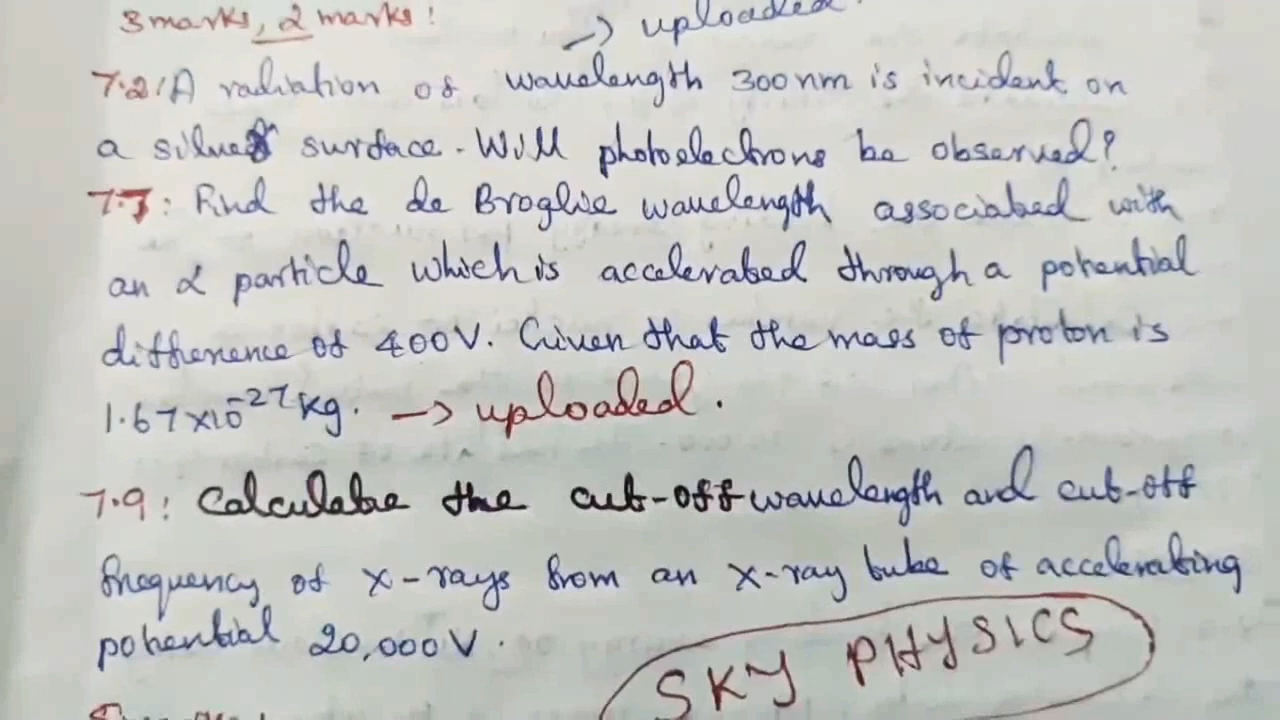 3 marks, 2 marks!
→ uploaded.
7.2: A radiation of wavelength 300nm is incident on
a silver surface. Will photoelectrons be observed?
7.7: Find the de Broglie wavelength associated with
an α particle which is accelerated through a potential
difference of 400V. Given that the mass of proton is
1.67×10⁻²⁷ kg. → uploaded.
7.9: Calculate the cut-off wavelength and cut-off
frequency of x-rays from an x-ray tube of accelerating
potential 20,000V.
SKY PHYSICS